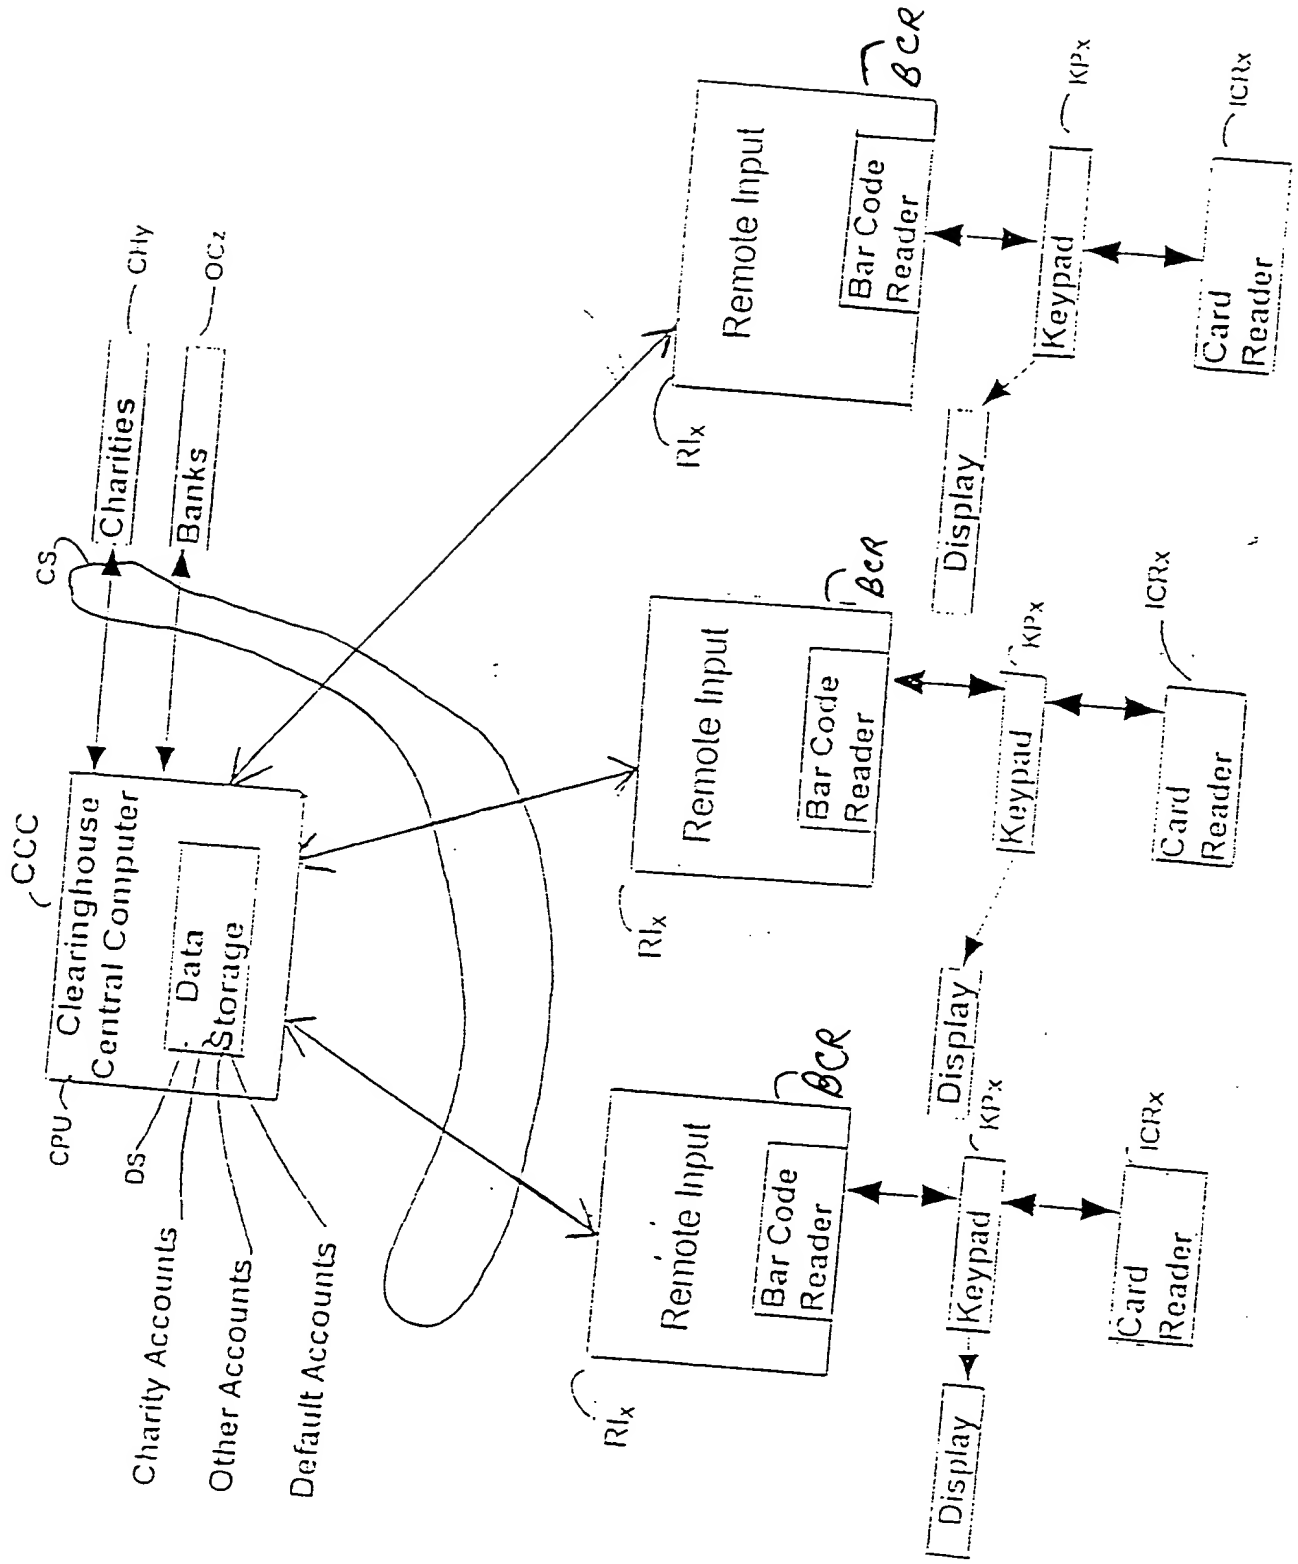 CCC
Clearinghouse
Central Computer
CPU
Data
Storage
DS
Charity Accounts
Other Accounts
Default Accounts
CS
Charities
CHy
Banks
OCz
Remote Input
Bar Code
Reader
RIx
BCR
Display
Keypad
KPx
Card
Reader
ICRx
Remote Input
Bar Code
Reader
RIx
BCR
Display
Keypad
KPx
Card
Reader
ICRx
Remote Input
Bar Code
Reader
RIx
BCR
Display
Keypad
KPx
Card
Reader
ICRx